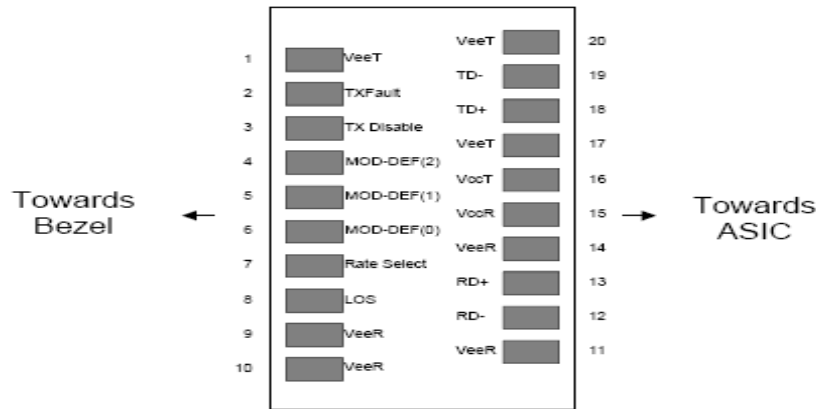 Towards
Bezel
1 VeeT
2 TXFault
3 TX Disable
4 MOD-DEF(2)
5 MOD-DEF(1)
6 MOD-DEF(0)
7 Rate Select
8 LOS
9 VeeR
10 VeeR
VeeT 20
TD- 19
TD+ 18
VeeT 17
VccT 16
VccR 15
VeeR 14
RD+ 13
RD- 12
VeeR 11
Towards
ASIC